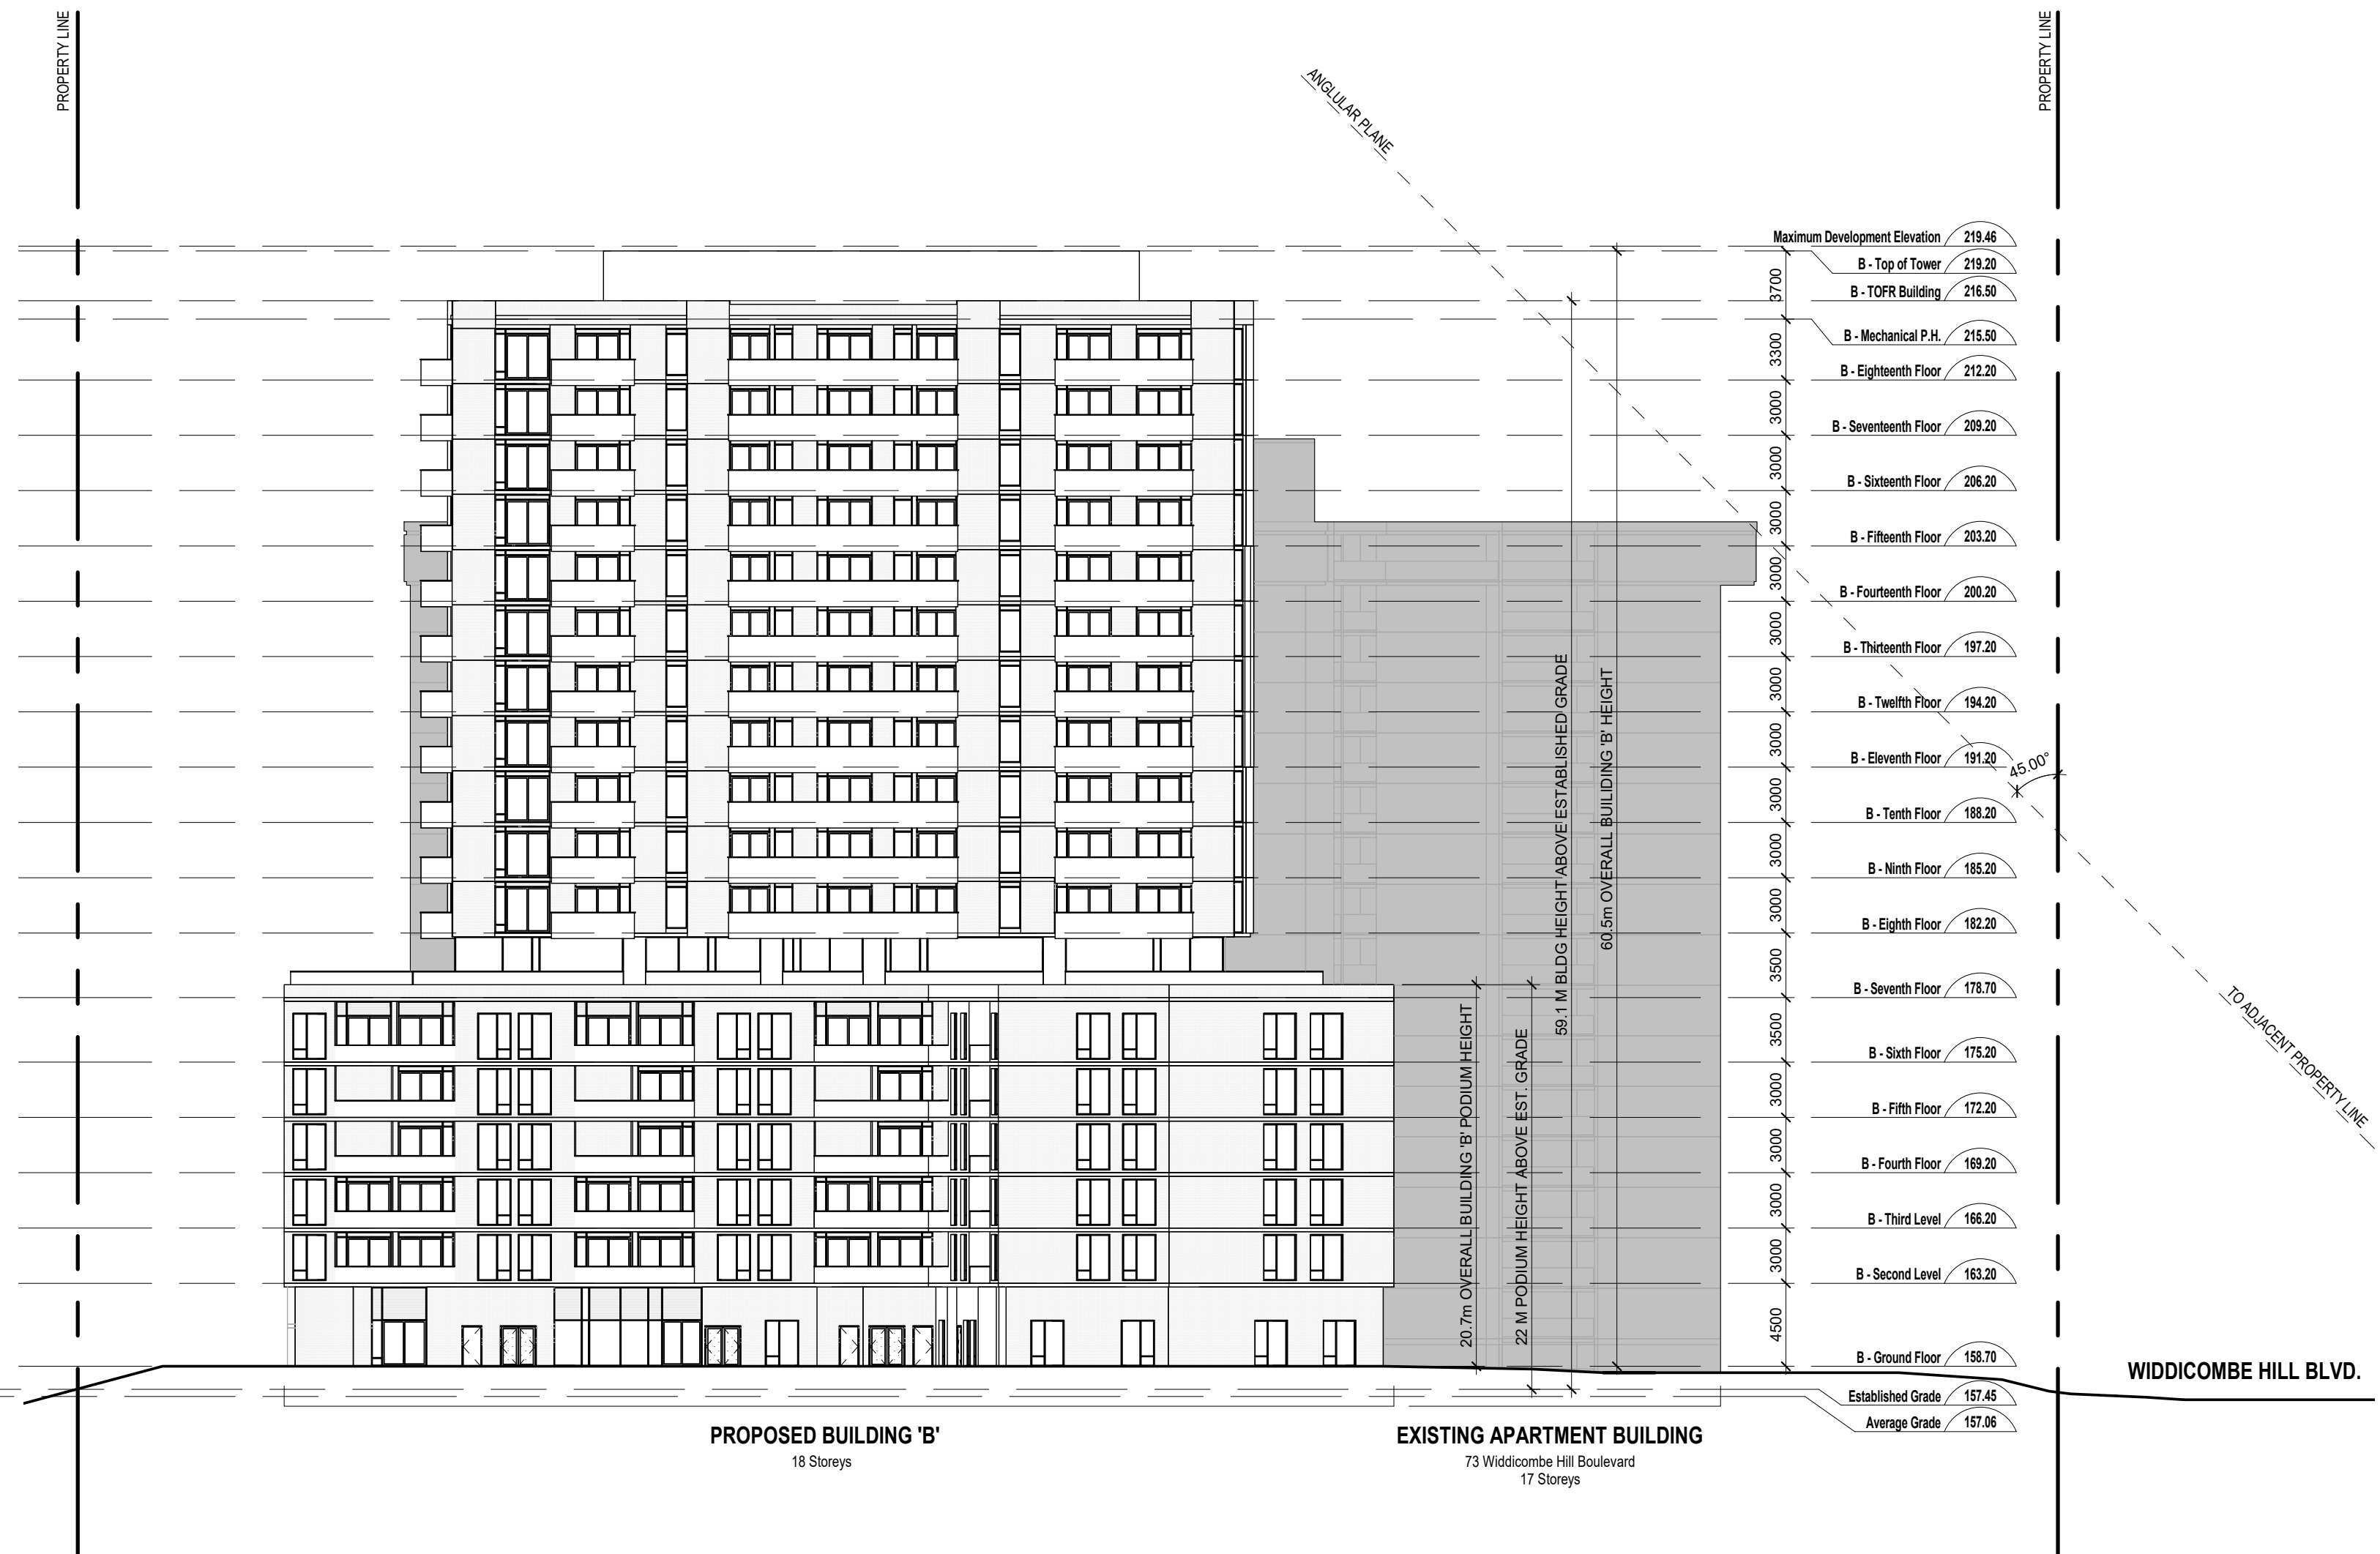 PROPERTY LINE
PROPERTY LINE
ANGLULAR PLANE
Maximum Development Elevation 219.46
B - Top of Tower 219.20
3700
B - TOFR Building 216.50
B - Mechanical P.H. 215.50
3300
B - Eighteenth Floor 212.20
3000
B - Seventeenth Floor 209.20
3000
B - Sixteenth Floor 206.20
3000
B - Fifteenth Floor 203.20
3000
B - Fourteenth Floor 200.20
3000
B - Thirteenth Floor 197.20
3000
B - Twelfth Floor 194.20
3000
B - Eleventh Floor 191.20
45.00°
3000
B - Tenth Floor 188.20
3000
B - Ninth Floor 185.20
3000
B - Eighth Floor 182.20
3500
B - Seventh Floor 178.70
3500
B - Sixth Floor 175.20
3000
B - Fifth Floor 172.20
3000
B - Fourth Floor 169.20
3000
B - Third Level 166.20
3000
B - Second Level 163.20
4500
B - Ground Floor 158.70
Established Grade 157.45
Average Grade 157.06
20.7m OVERALL BUILDING 'B' PODIUM HEIGHT
22 M PODIUM HEIGHT ABOVE EST. GRADE
59.1 M BLDG HEIGHT ABOVE ESTABLISHED GRADE
60.5m OVERALL BUILIDING 'B' HEIGHT
TO ADJACENT PROPERTY LINE
WIDDICOMBE HILL BLVD.
PROPOSED BUILDING 'B'
18 Storeys
EXISTING APARTMENT BUILDING
73 Widdicombe Hill Boulevard
17 Storeys